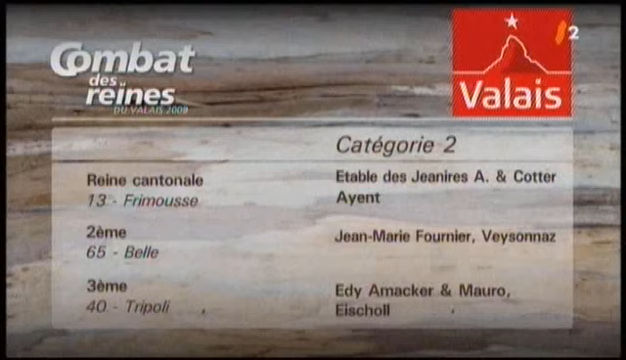 Combat
des
reines
DU VALAIS 2009
2
Valais
Catégorie 2
Reine cantonale
13 - Frimousse
Etable des Jeanires A. & Cotter
Ayent
2ème
65 - Belle
Jean-Marie Fournier, Veysonnaz
3ème
40 - Tripoli
Edy Amacker & Mauro,
Eischoll